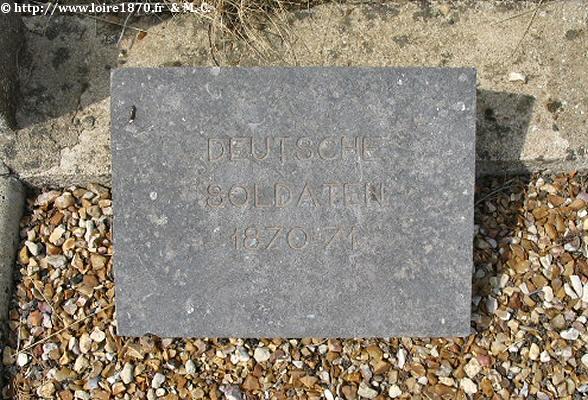 © http://www.loire1870.fr & M.C.
DEUTSCHE
SOLDATEN
1870-71